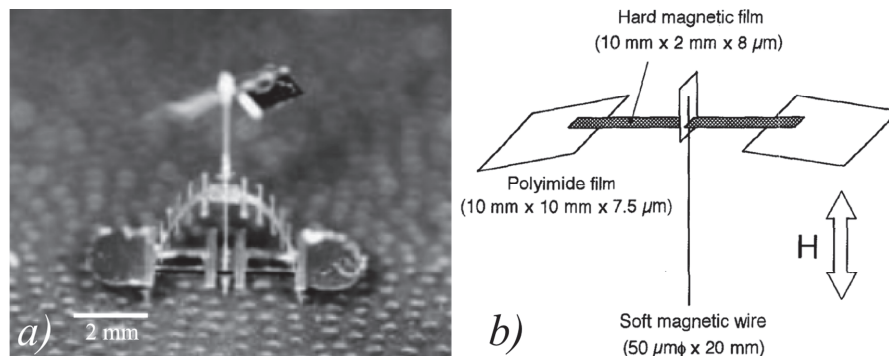 a)
2 mm
Hard magnetic film
(10 mm x 2 mm x 8 µm)
Polyimide film
(10 mm x 10 mm x 7.5 µm)
H
Soft magnetic wire
(50 µmϕ x 20 mm)
b)